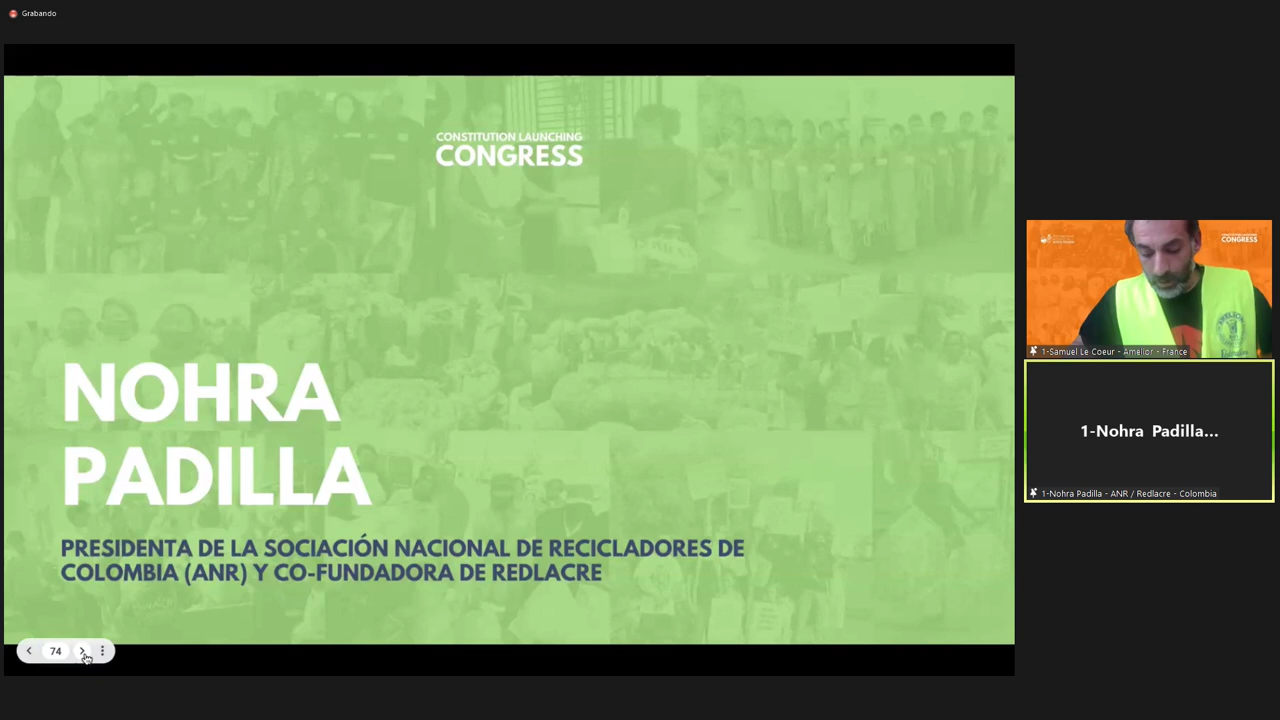 Grabando
CONSTITUTION LAUNCHING
CONGRESS
NOHRA
PADILLA
PRESIDENTA DE LA SOCIACIÓN NACIONAL DE RECICLADORES DE
COLOMBIA (ANR) Y CO-FUNDADORA DE REDLACRE
74
CONGRESS
1-Samuel Le Coeur - Amelior - France
1-Nohra Padilla...
1-Nohra Padilla - ANR / Redlacre - Colombia